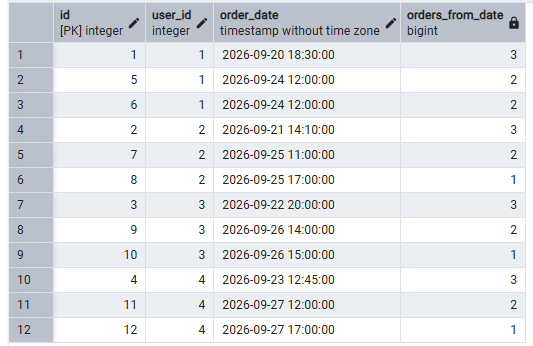 id user_id order_date orders_from_date
[PK] integer integer timestamp without time zone bigint
1 1 1 2026-09-20 18:30:00 3
2 5 1 2026-09-24 12:00:00 2
3 6 1 2026-09-24 12:00:00 2
4 2 2 2026-09-21 14:10:00 3
5 7 2 2026-09-25 11:00:00 2
6 8 2 2026-09-25 17:00:00 1
7 3 3 2026-09-22 20:00:00 3
8 9 3 2026-09-26 14:00:00 2
9 10 3 2026-09-26 15:00:00 1
10 4 4 2026-09-23 12:45:00 3
11 11 4 2026-09-27 12:00:00 2
12 12 4 2026-09-27 17:00:00 1